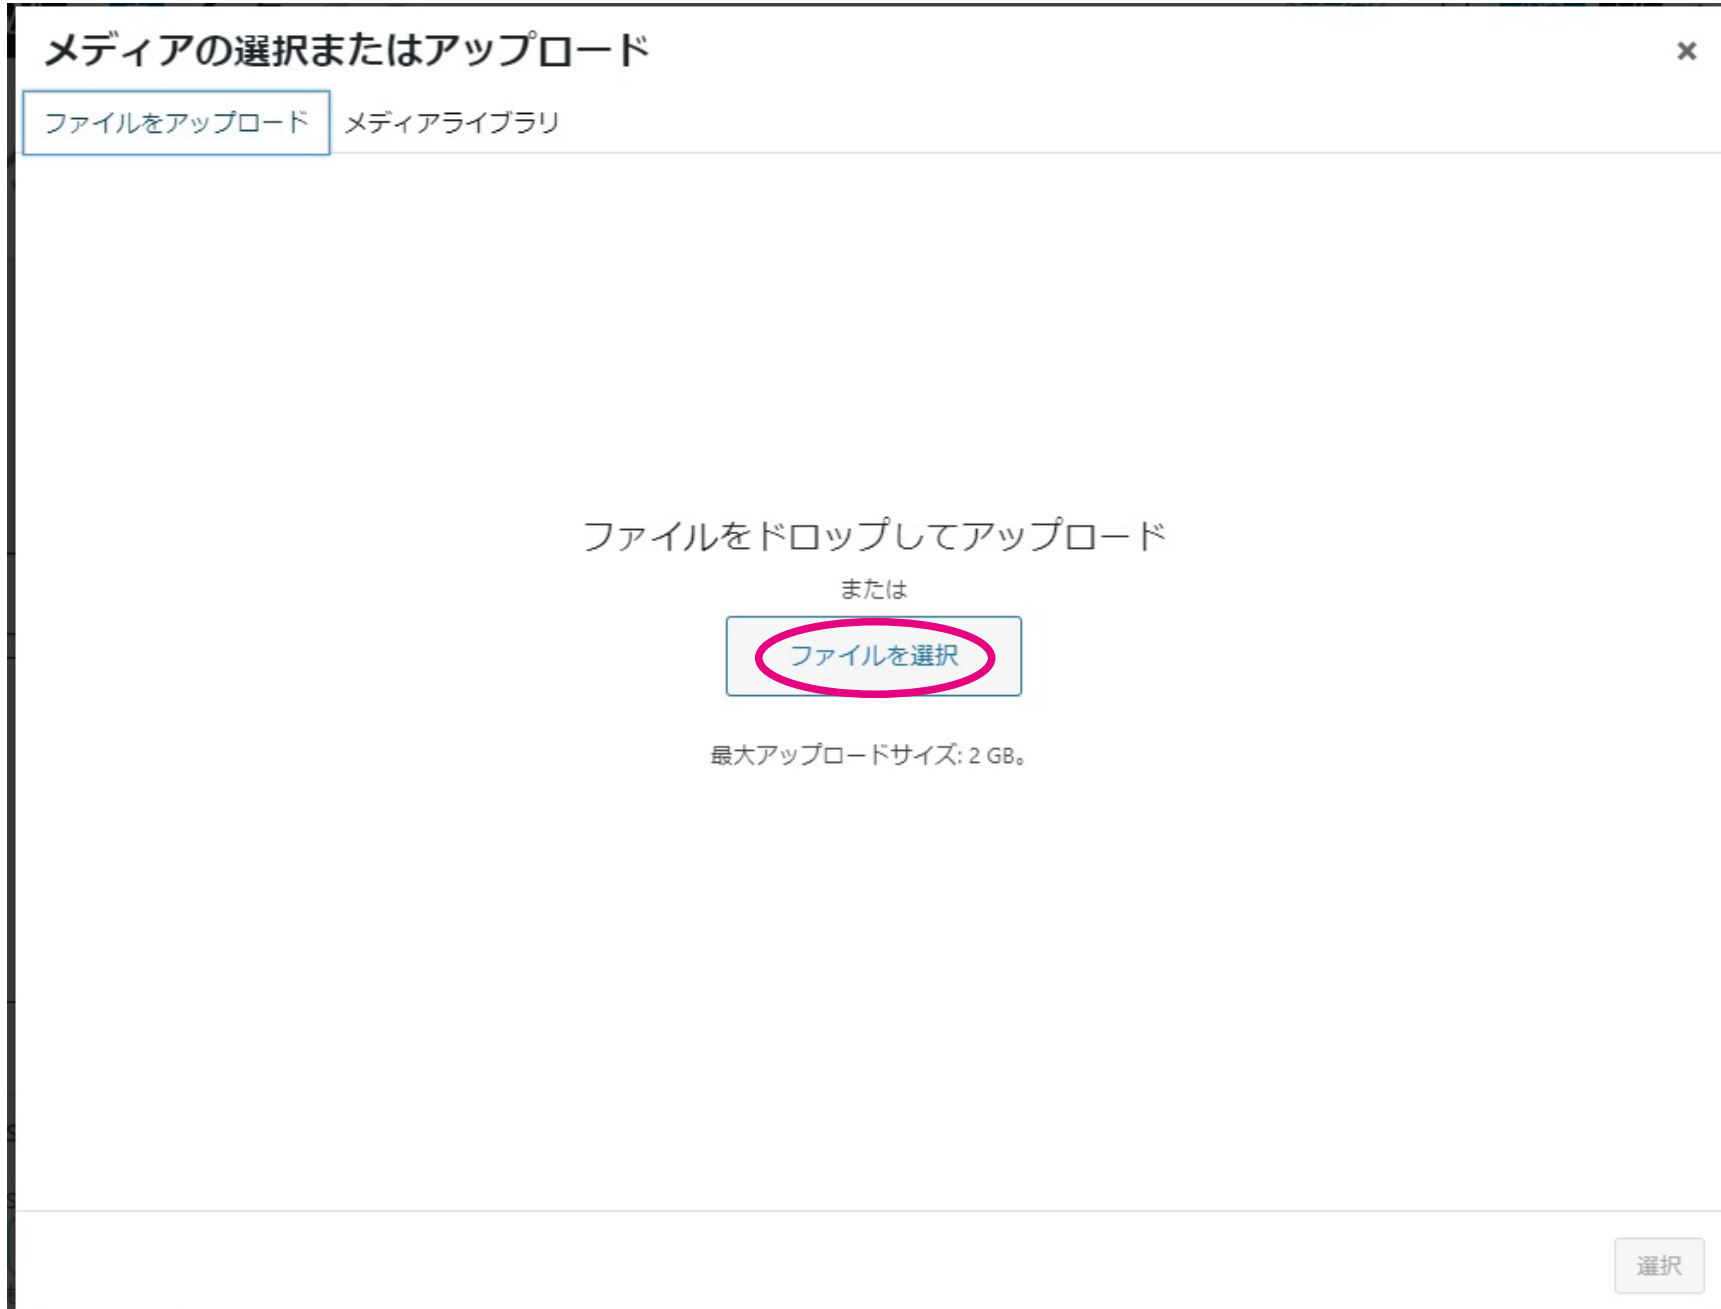 メディアの選択またはアップロード
ファイルをアップロード メディアライブラリ
ファイルをドロップしてアップロード
または
ファイルを選択
最大アップロードサイズ: 2 GB。
選択